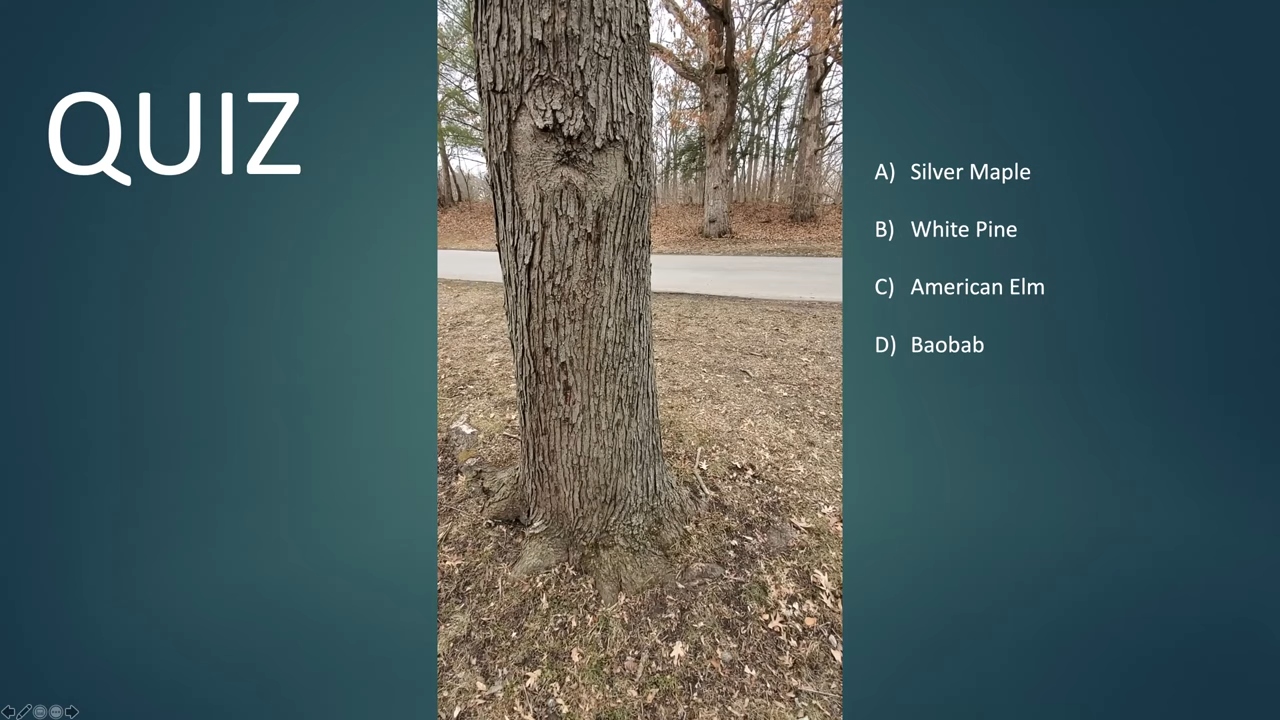 QUIZ
A) Silver Maple
B) White Pine
C) American Elm
D) Baobab